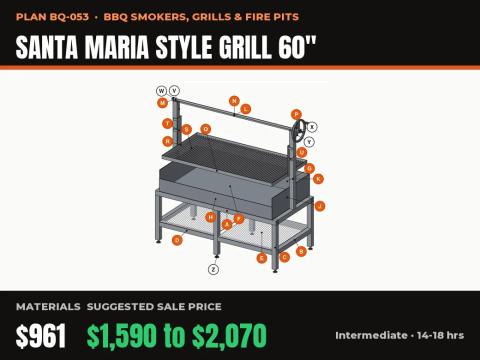 PLAN BQ-053 · BBQ SMOKERS, GRILLS & FIRE PITS
SANTA MARIA STYLE GRILL 60"
W V
M
N
L
P
X
T
S
Q
Y
R
U
G
K
J
H
F
A
D
B
E
C
Z
MATERIALS SUGGESTED SALE PRICE
$961 $1,590 to $2,070
Intermediate · 14-18 hrs